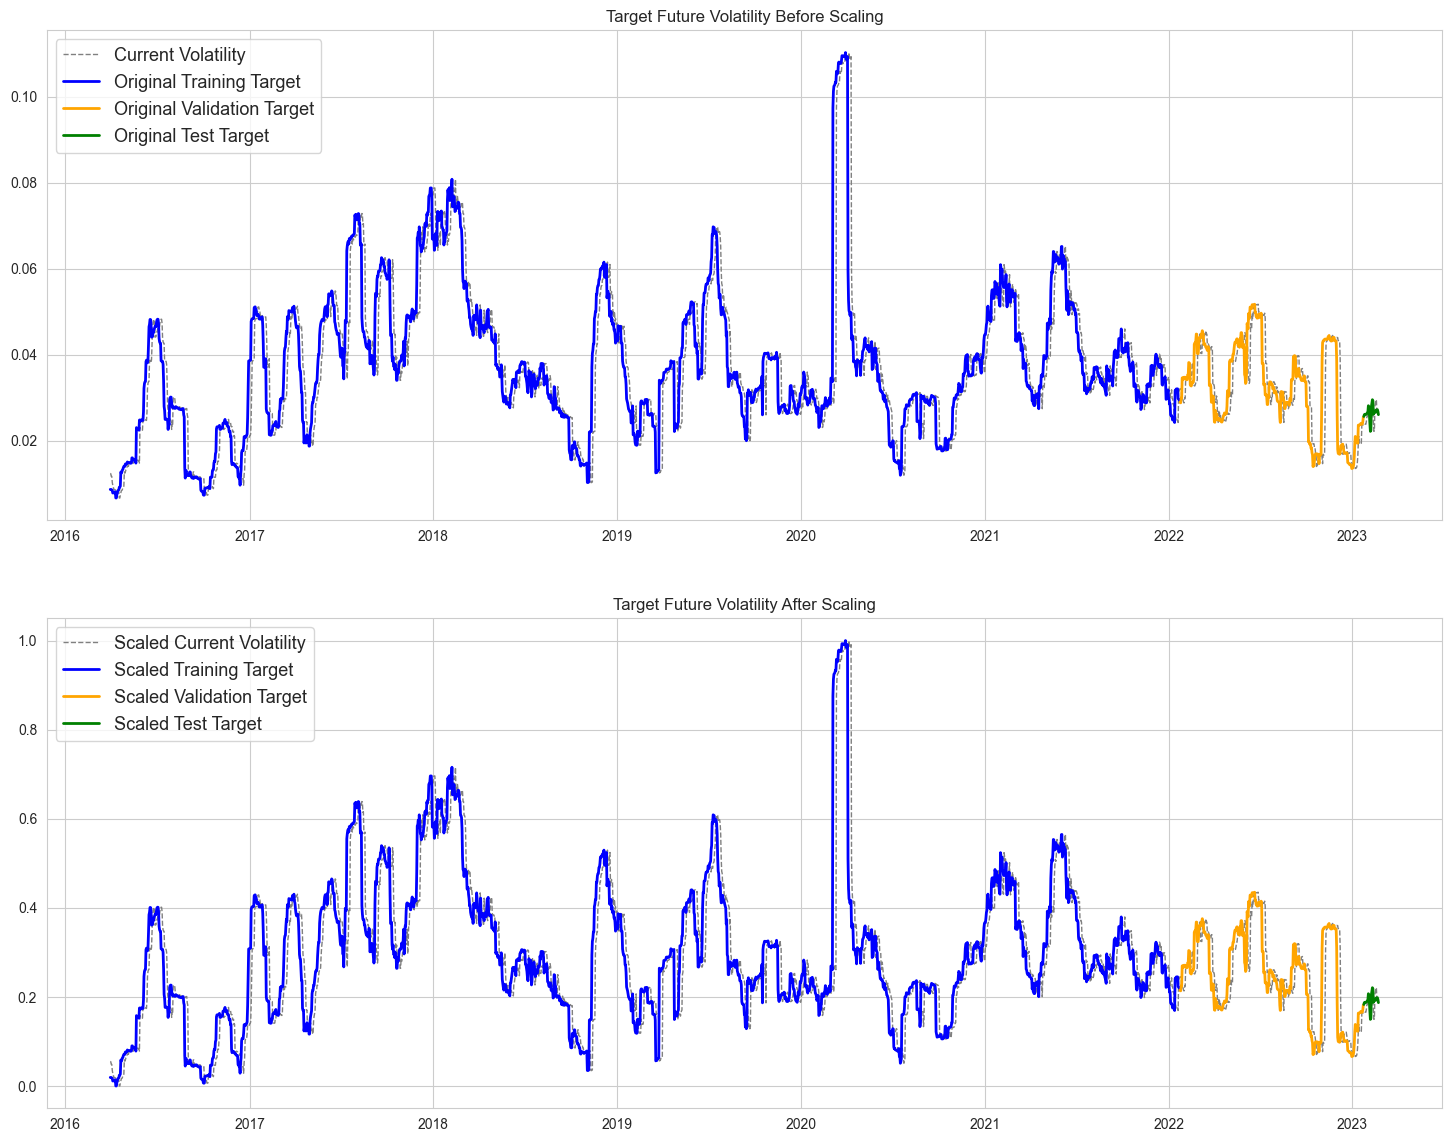 Target Future Volatility Before Scaling
Current Volatility
Original Training Target
Original Validation Target
Original Test Target
0.10
0.08
0.06
0.04
0.02
2016 2017 2018 2019 2020 2021 2022 2023
Target Future Volatility After Scaling
Scaled Current Volatility
Scaled Training Target
Scaled Validation Target
Scaled Test Target
1.0
0.8
0.6
0.4
0.2
0.0
2016 2017 2018 2019 2020 2021 2022 2023